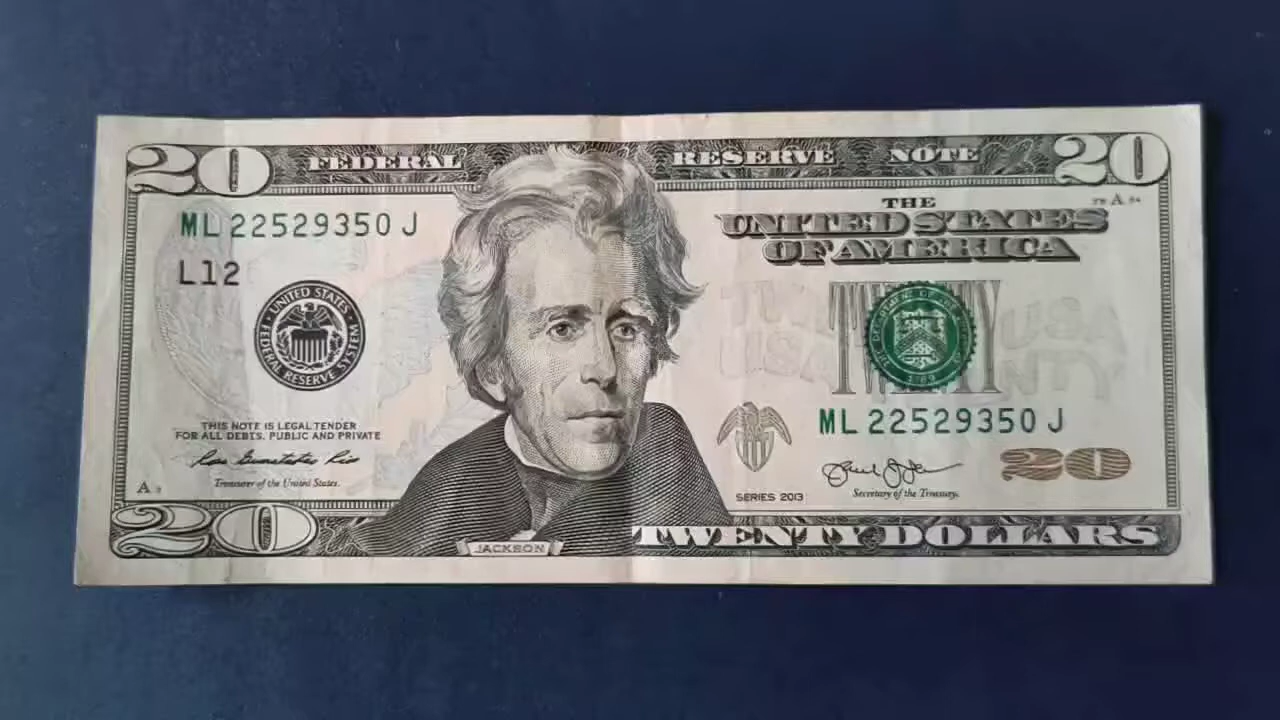 20 FEDERAL RESERVE NOTE 20
THE
UNITED STATES
OF AMERICA
ML 22529350 J
L12
UNITED STATES
FEDERAL RESERVE SYSTEM
THIS NOTE IS LEGAL TENDER
FOR ALL DEBTS, PUBLIC AND PRIVATE
Treasurer of the United States.
ML 22529350 J
20
SERIES 2013
Secretary of the Treasury.
20
JACKSON
TWENTY DOLLARS